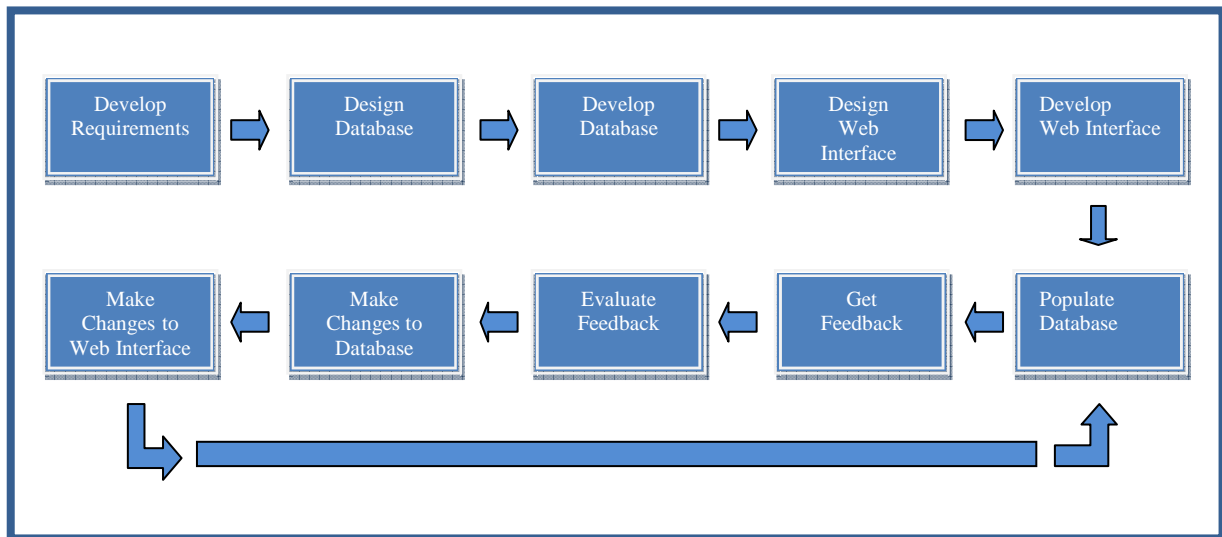 Develop
Requirements
Design
Database
Develop
Database
Design
Web
Interface
Develop
Web Interface
Populate
Database
Get
Feedback
Evaluate
Feedback
Make
Changes to
Database
Make
Changes to
Web Interface